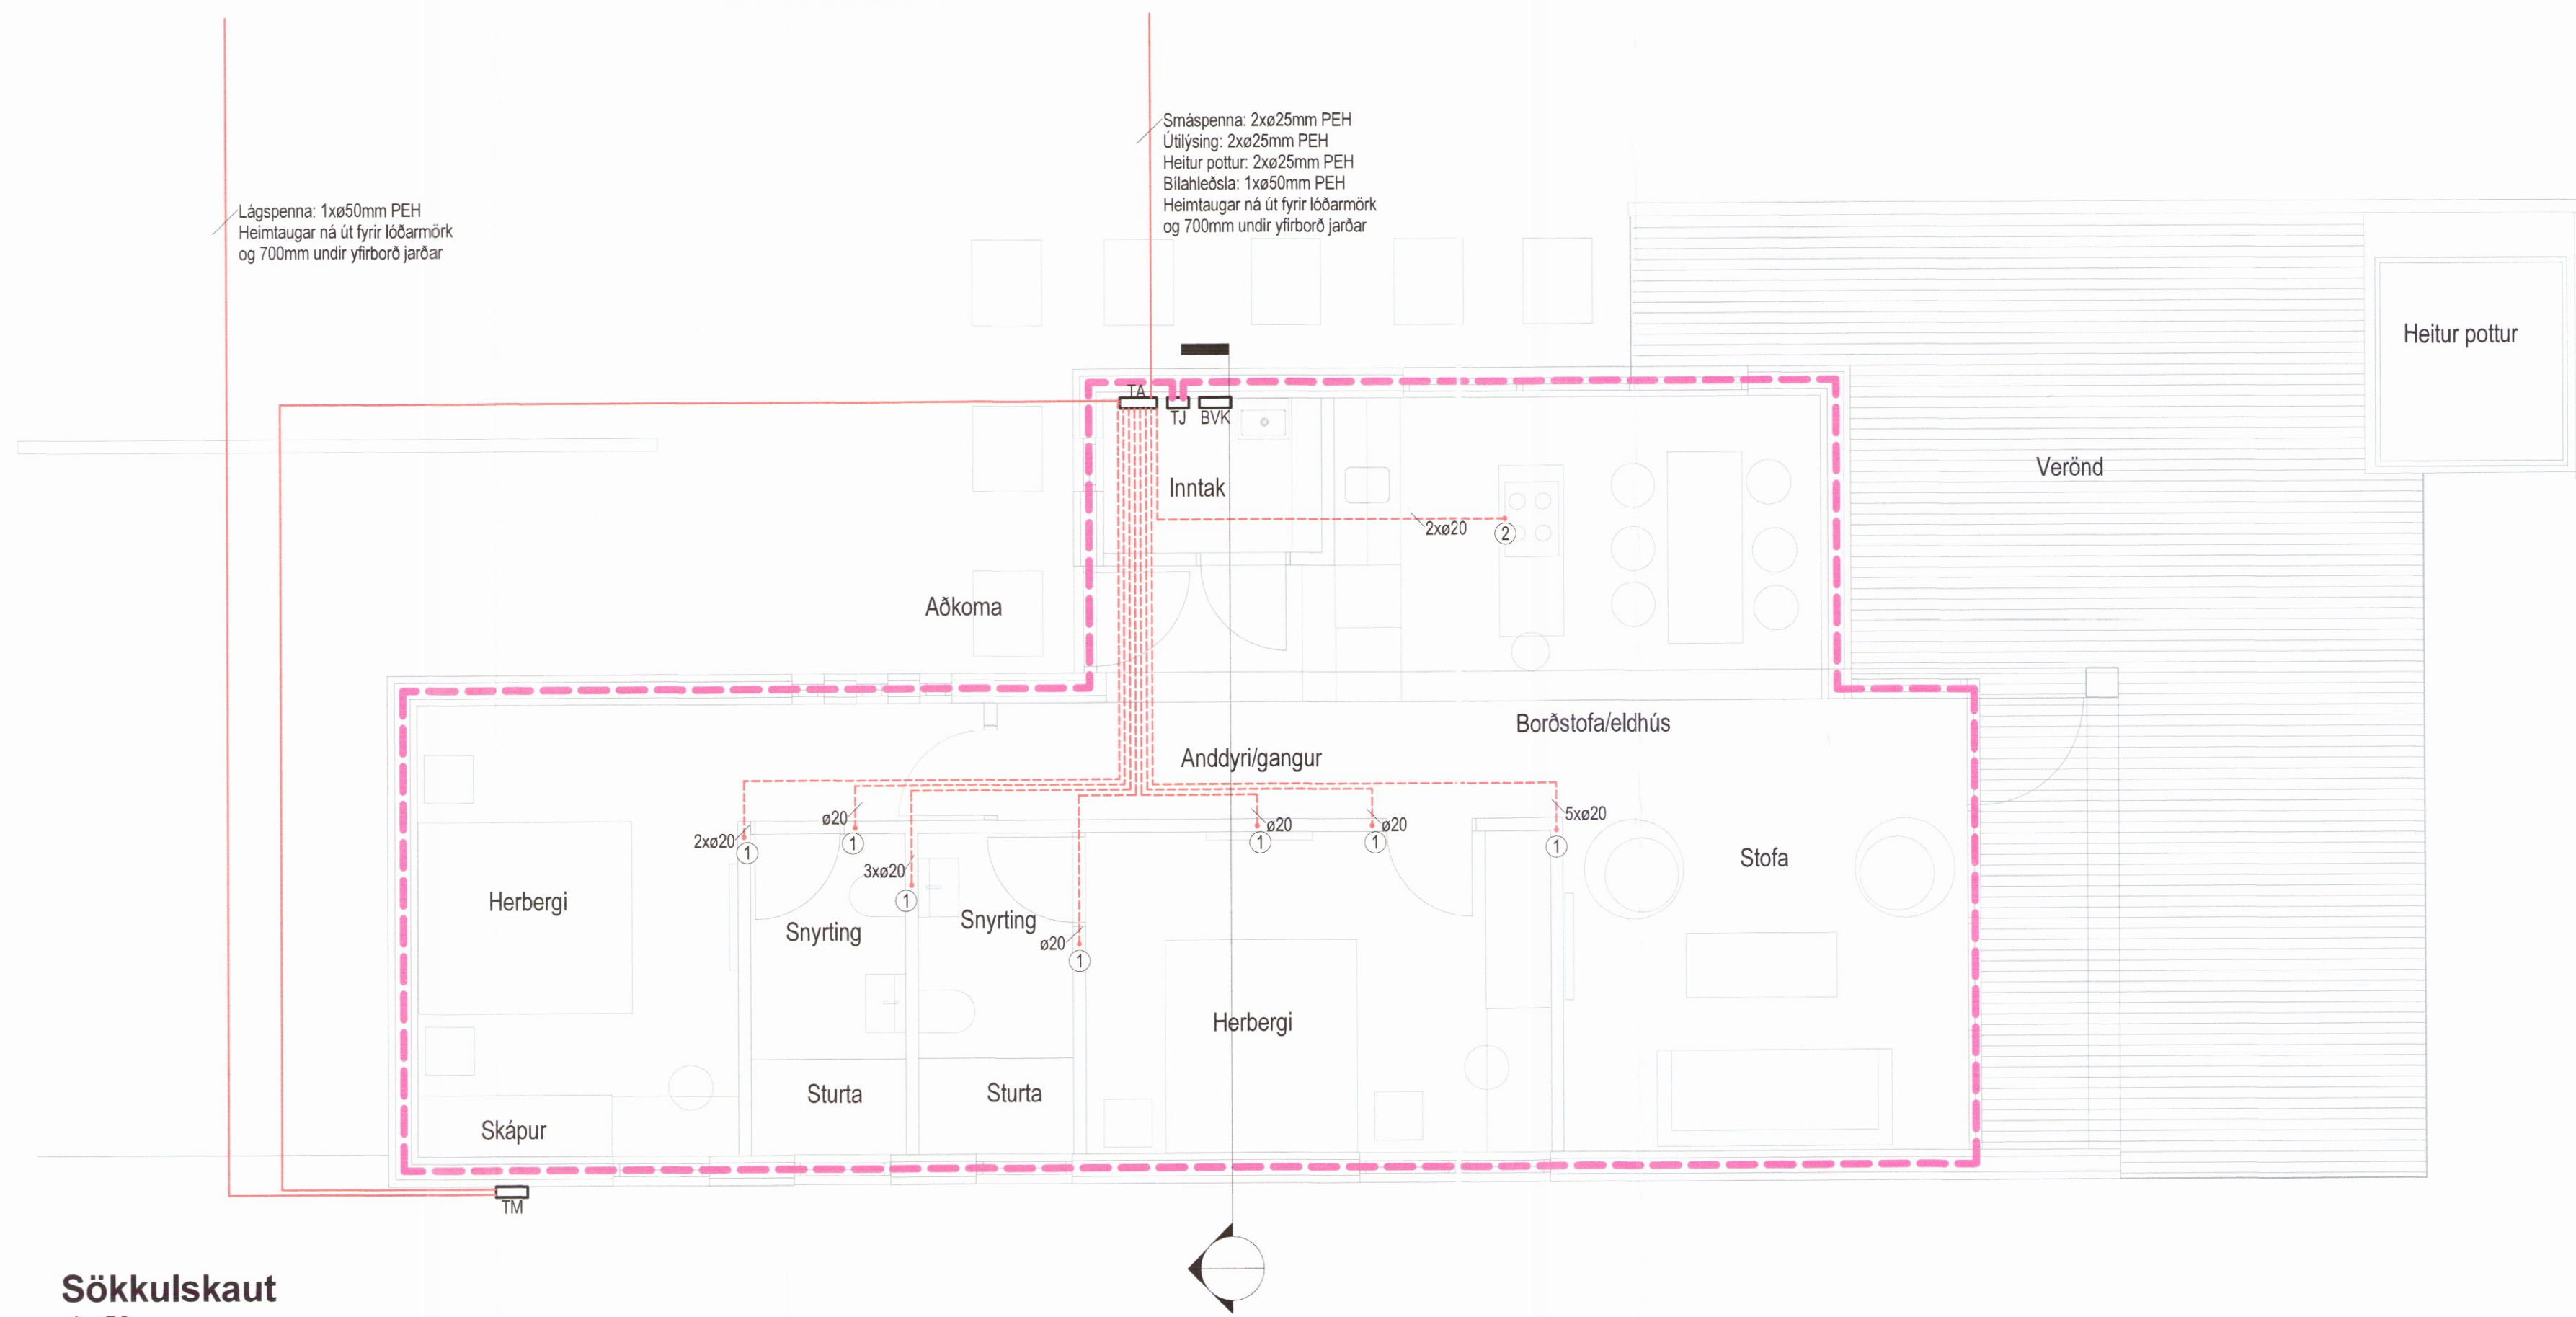 Smáspenna: 2xø25mm PEH
Útilýsing: 2xø25mm PEH
Heitur pottur: 2xø25mm PEH
Bílahleðsla: 1xø50mm PEH
Heimtaugar ná út fyrir lóðarmörk
og 700mm undir yfirborð jarðar
Lágspenna: 1xø50mm PEH
Heimtaugar ná út fyrir lóðarmörk
og 700mm undir yfirborð jarðar
Heitur pottur
TA
TJ
BVK
Verönd
Inntak
2xø20
2
Aðkoma
Borðstofa/eldhús
Anddyri/gangur
ø20
ø20
ø20
5xø20
2xø20
1
1
1
1
1
3xø20
1
Stofa
Herbergi
Snyrting
Snyrting
ø20
1
Herbergi
Sturta
Sturta
Skápur
TM
Sökkulskaut